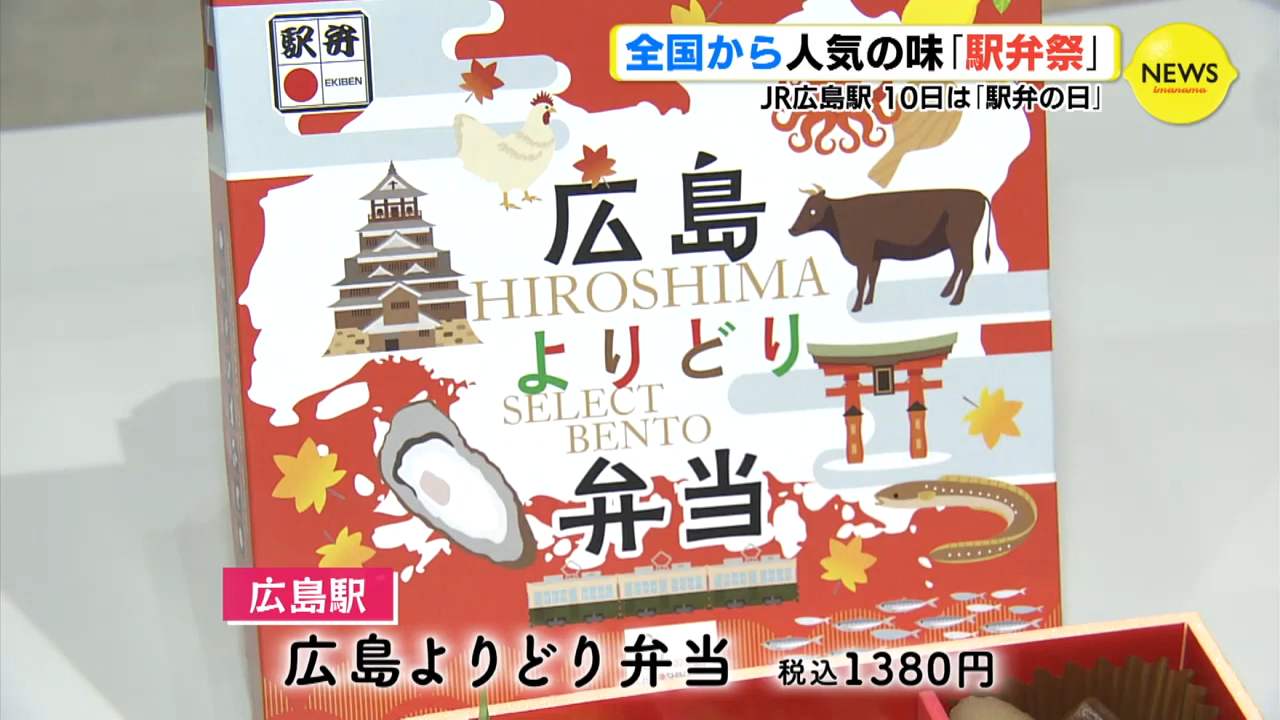 駅弁
EKIBEN
全国から人気の味「駅弁祭」
JR広島駅 10日は「駅弁の日」
NEWS
imanama
広島
HIROSHIMA
よりどり
SELECT
BENTO
弁当
広島駅
広島よりどり弁当 税込1380円